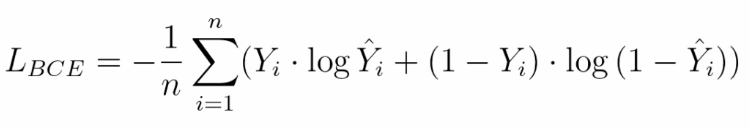 L_{BCE} = -\frac{1}{n} \sum_{i=1}^{n} (Y_i \cdot \log \hat{Y}_i + (1 - Y_i) \cdot \log (1 - \hat{Y}_i))